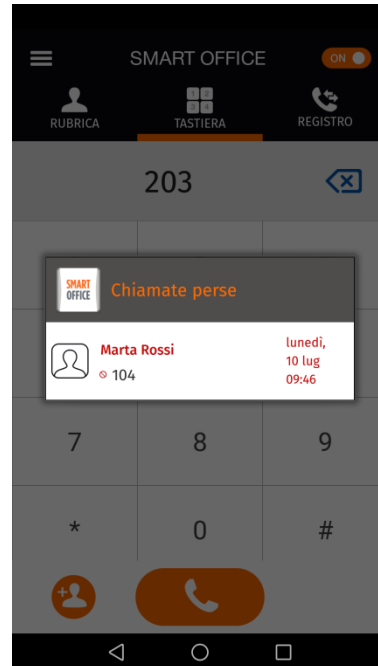 SMART OFFICE
ON
1 2
3 4
RUBRICA
TASTIERA
REGISTRO
203
SMART
OFFICE
Chiamate perse
Marta Rossi
104
lunedì,
10 lug
09:46
7
8
9
*
0
#